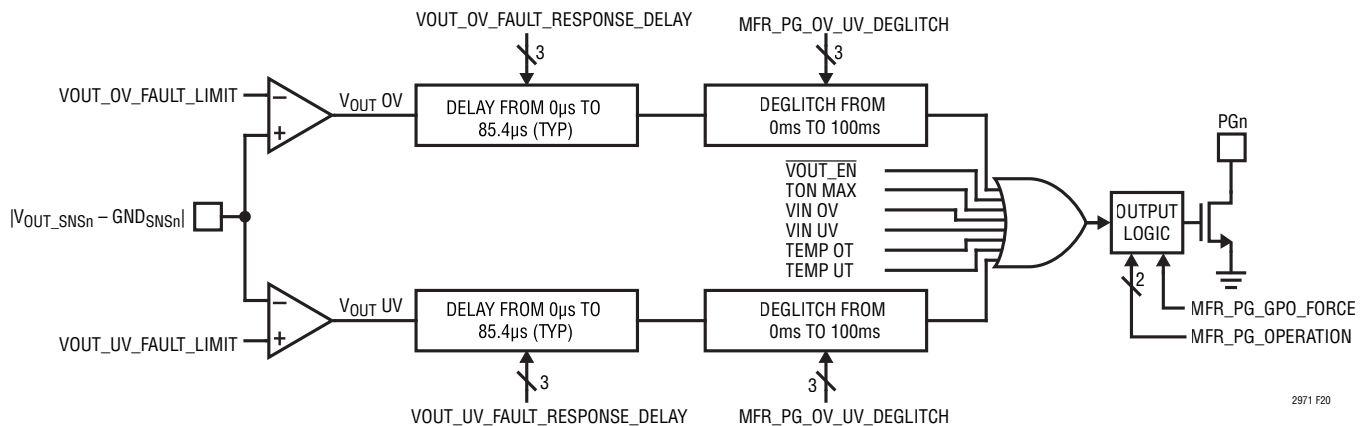 VOUT_OV_FAULT_RESPONSE_DELAY
MFR_PG_OV_UV_DEGLITCH
3
3
VOUT_OV_FAULT_LIMIT
−
+
VOUT OV
DELAY FROM 0µs TO
85.4µs (TYP)
DEGLITCH FROM
0ms TO 100ms
PGn
VOUT_EN
TON MAX
VIN OV
VIN UV
TEMP OT
TEMP UT
OUTPUT
LOGIC
|VOUT_SNSn – GNDSNSn|
2
−
+
VOUT UV
DELAY FROM 0µs TO
85.4µs (TYP)
DEGLITCH FROM
0ms TO 100ms
MFR_PG_GPO_FORCE
MFR_PG_OPERATION
VOUT_UV_FAULT_LIMIT
3
3
VOUT_UV_FAULT_RESPONSE_DELAY
MFR_PG_OV_UV_DEGLITCH
2971 F20